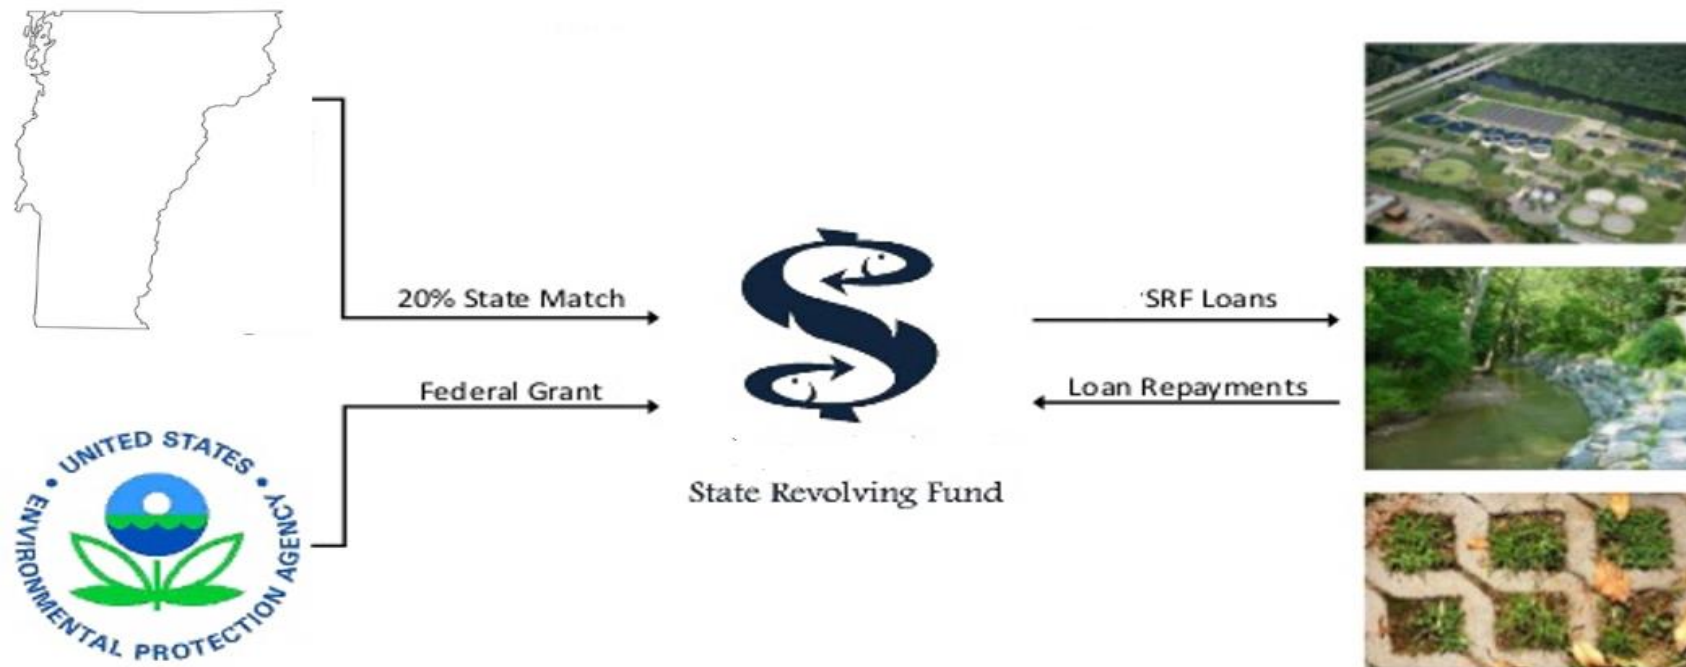 20% State Match
Federal Grant
• UNITED STATES •
ENVIRONMENTAL PROTECTION AGENCY
State Revolving Fund
SRF Loans
Loan Repayments